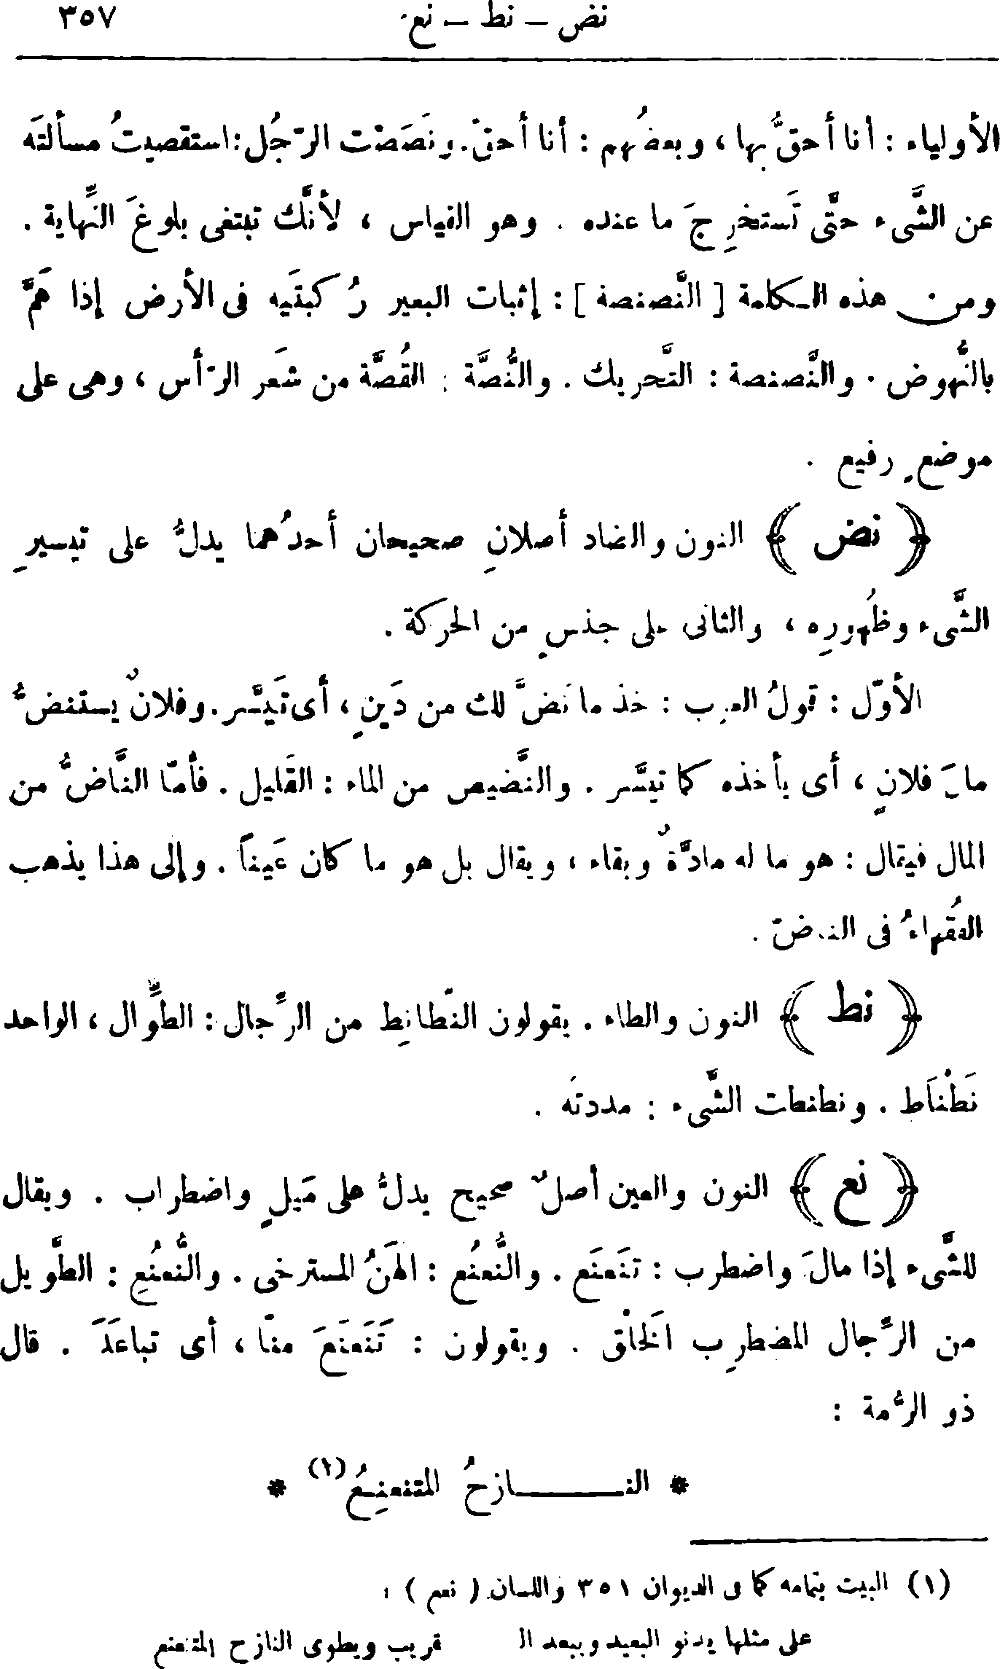 نض – نط – نع ٣٥٧
الأولياء : أنا أحقُّ بها ، وبعضُهم : أنا أحقّ. ونَصَصْت الرّجُل: استقصيتُ مسألتَه
عن الشَّىء حتَّى تَستخرِجَ ما عنده . وهو القياس ، لأنَّك تبتغى بلوغَ النِّهاية .
ومن هذه الكلمة [ النَّصنصة ] : إثبات البعير رُكبتَيه فى الأرض إذا هَمَّ
بالنُّهوض . والنَّصنصة : التَّحريك . والنُّصَّة : القُصَّة من شَعَر الرّأس ، وهى على
موضعٍ رفيع .
﴿ نض ﴾ النون والضاد أصلانِ صحيحان أحدُهما يدلُّ على تيسيرِ
الشَّىء وظُهورِه ، والثانى على جنسٍ من الحركة .
الأوّل : قولُ العرب : خذ ما نَضَّ لك من دَينٍ ، أى تَيسَّر . وفلانٌ يستنضُّ
مالَ فلانٍ ، أى يأخذه كما تيسَّر . والنَّضيض من الماء : القَليل . فأمّا النَّاضُّ من
المال فيقال : هو ما له مادَّةٌ وبقاء ، ويقال بل هو ما كان عَيناً . وإلى هذا يذهب
الفُقهاءُ فى الناضّ .
﴿ نط ﴾ النون والطاء . يقولون النّطانِط من الرِّجال : الطِّوال ، الواحد
نَطْنَاط . ونطنطت الشَّىء : مددتَه .
﴿ نع ﴾ النون والعين أصلٌ صحيح يدلُّ على مَيلٍ واضطراب . ويقال
للشَّىء إذا مالَ واضطرب : تنَعنَع . والنُّعنُع : الهَنُ المسترخى . والنُّعنُع : الطَّويل
من الرِّجال المضطرِب الخَلْق . ويقولون : تَنَعنَعَ منّا ، أى تباعَدَ . قال
ذو الرُّمة :
* النــــــازحُ المتنعنِعُ (١) *
(١) البيت بتمامه كما فى الديوان ٣٥١ واللسان ( نعع ) :
على مثلها يدنو البعيد ويبعد الـ قريب ويطوى النازح المتنعنع